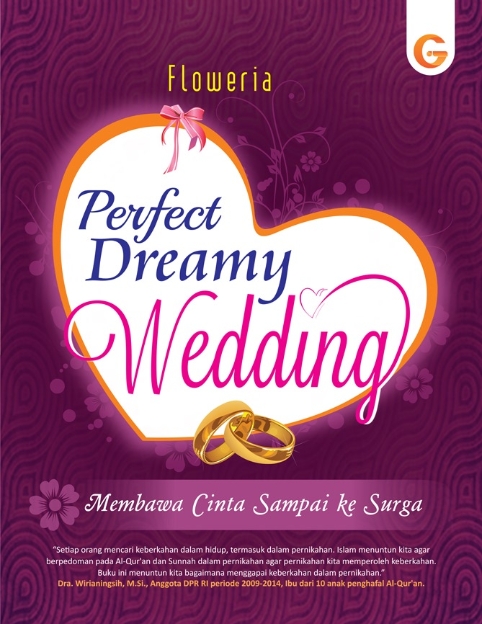 G
Floweria
Perfect
Dreamy
Wedding
Membawa Cinta Sampai ke Surga
"Setiap orang mencari keberkahan dalam hidup, termasuk dalam pernikahan. Islam menuntun kita agar
berpedoman pada Al-Qur'an dan Sunnah dalam pernikahan agar pernikahan kita memperoleh keberkahan.
Buku ini menuntun kita bagaimana menggapai keberkahan dalam pernikahan."
Dra. Wirianingsih, M.Si., Anggota DPR RI periode 2009-2014, Ibu dari 10 anak penghafal Al-Qur'an.